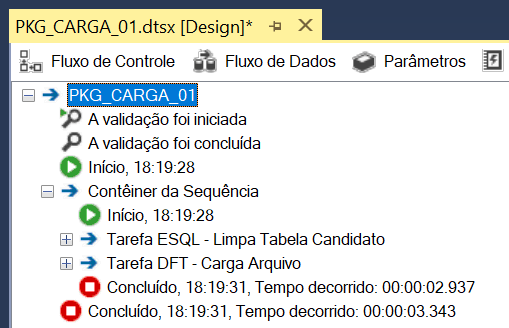 PKG_CARGA_01.dtsx [Design]*
Fluxo de Controle Fluxo de Dados Parâmetros
PKG_CARGA_01
A validação foi iniciada
A validação foi concluída
Início, 18:19:28
Contêiner da Sequência
Início, 18:19:28
Tarefa ESQL - Limpa Tabela Candidato
Tarefa DFT - Carga Arquivo
Concluído, 18:19:31, Tempo decorrido: 00:00:02.937
Concluído, 18:19:31, Tempo decorrido: 00:00:03.343